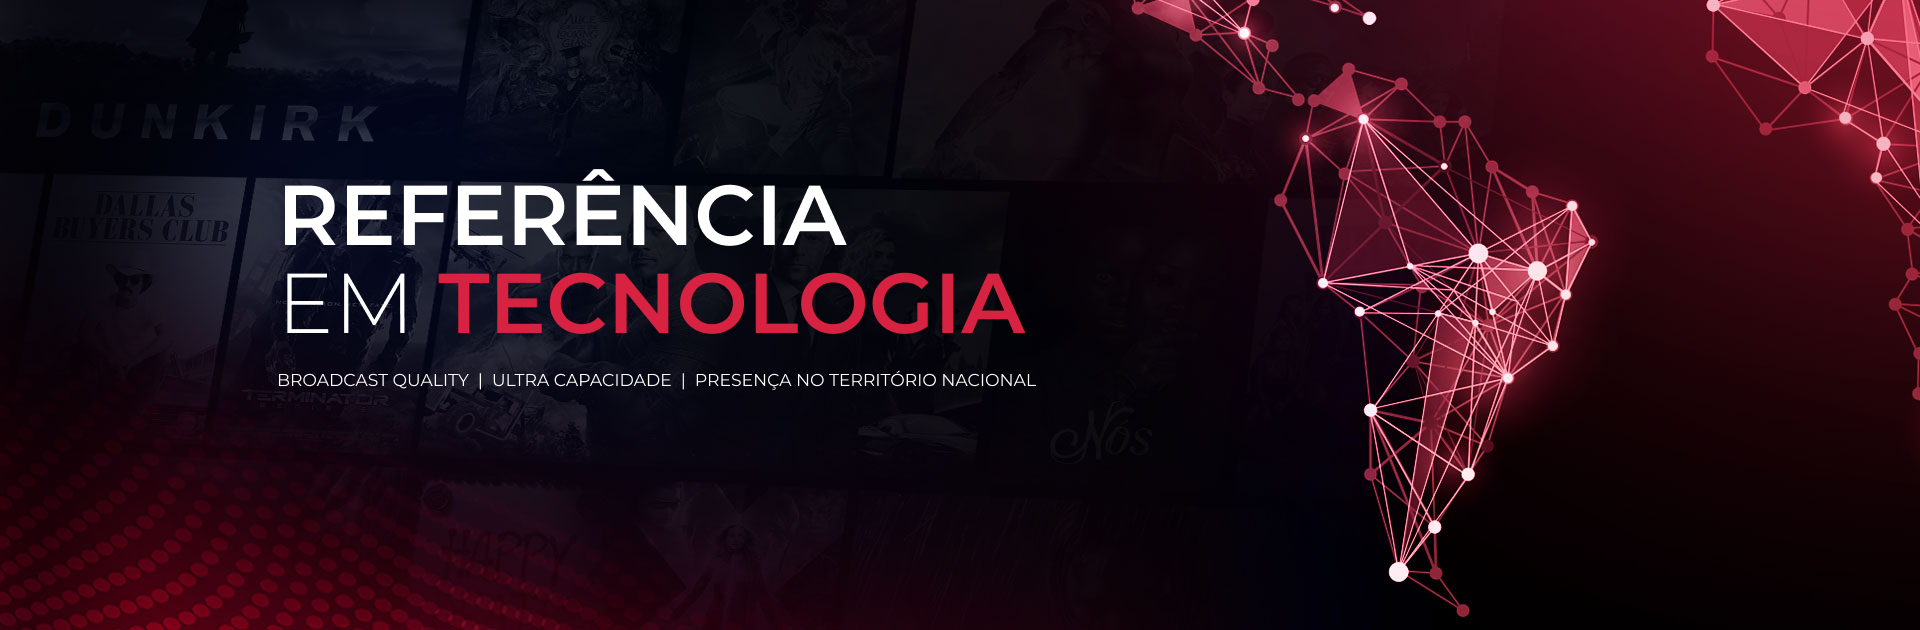 DUNKIRK
DALLAS
BUYERS CLUB
REFERÊNCIA
EM TECNOLOGIA
BROADCAST QUALITY | ULTRA CAPACIDADE | PRESENÇA NO TERRITÓRIO NACIONAL
TERMINATOR
Nós
HAPPY